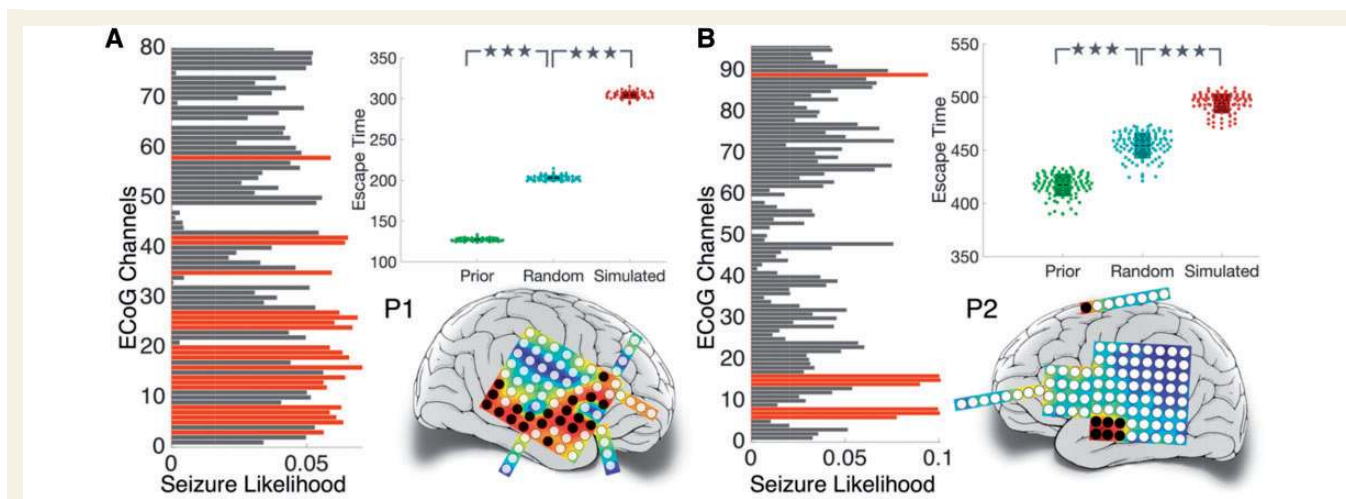 A
ECoG Channels
80
70
60
50
40
30
20
10
0
0
0.05
Seizure Likelihood
★★★ ★★★
Escape Time
350
300
250
200
150
100
Prior
Random
Simulated
P1
B
ECoG Channels
90
80
70
60
50
40
30
20
10
0
0
0.05
0.1
Seizure Likelihood
★★★ ★★★
Escape Time
550
500
450
400
350
Prior
Random
Simulated
P2